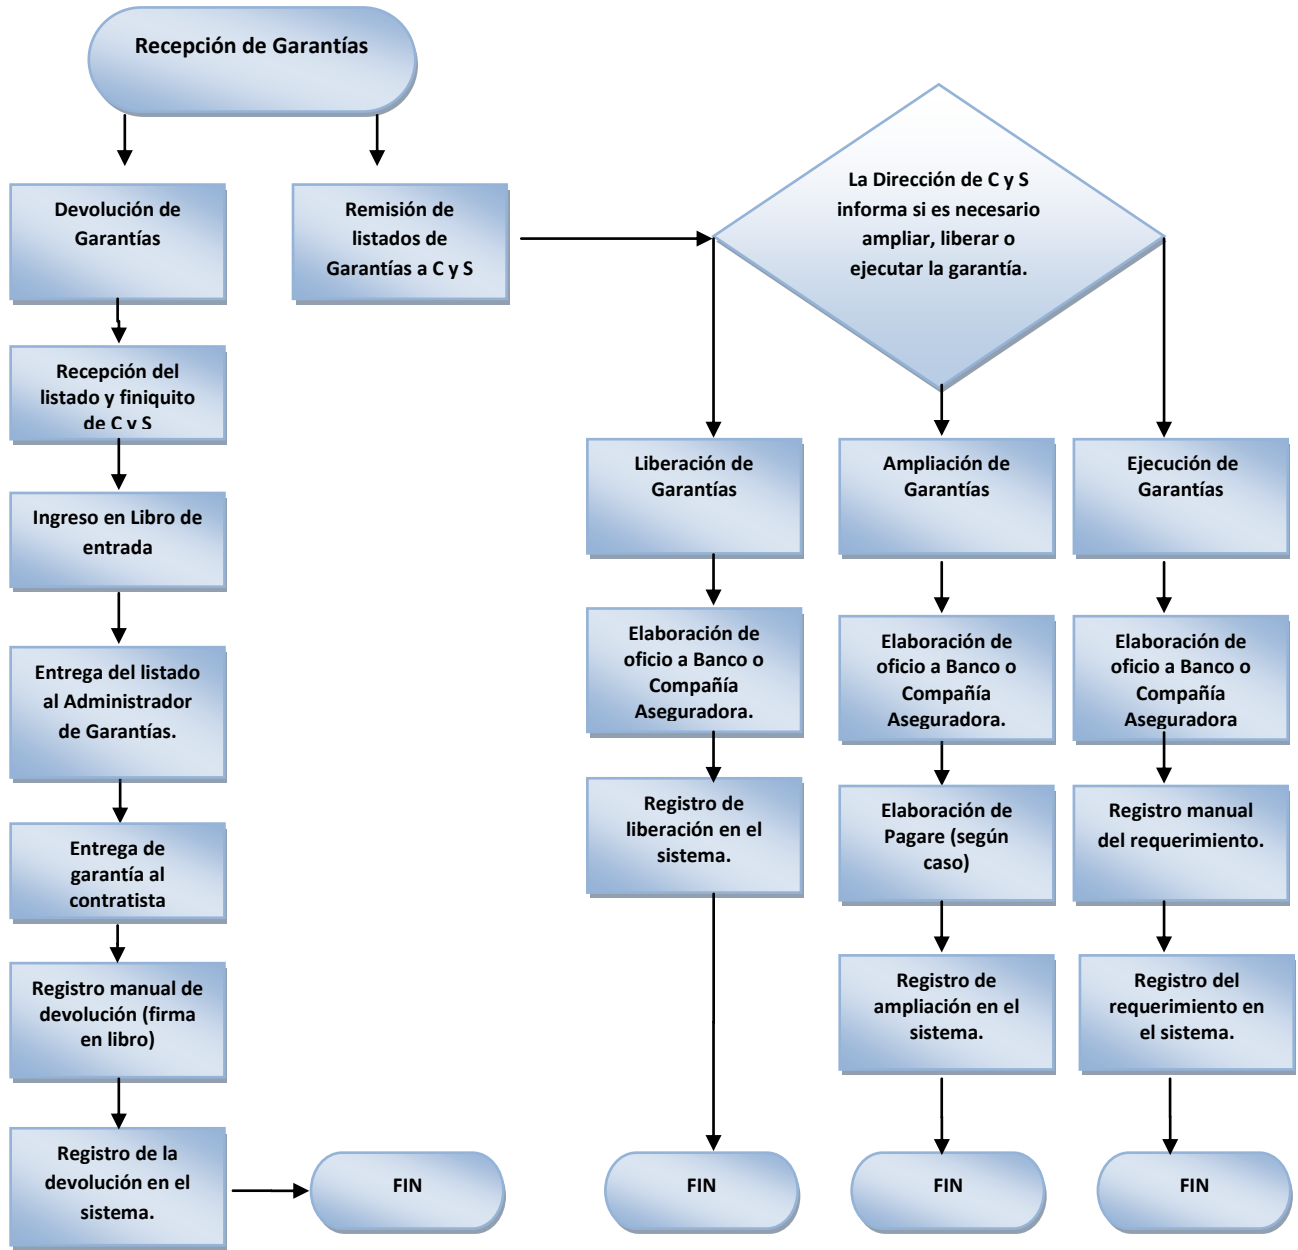 Recepción de Garantías
Devolución de
Garantías
Remisión de
listados de
Garantías a C y S
La Dirección de C y S
informa si es necesario
ampliar, liberar o
ejecutar la garantía.
Recepción del
listado y finiquito
de C y S
Ingreso en Libro de
entrada
Entrega del listado
al Administrador
de Garantías.
Entrega de
garantía al
contratista
Registro manual de
devolución (firma
en libro)
Registro de la
devolución en el
sistema.
FIN
Liberación de
Garantías
Elaboración de
oficio a Banco o
Compañía
Aseguradora.
Registro de
liberación en el
sistema.
FIN
Ampliación de
Garantías
Elaboración de
oficio a Banco o
Compañía
Aseguradora.
Elaboración de
Pagare (según
caso)
Registro de
ampliación en el
sistema.
FIN
Ejecución de
Garantías
Elaboración de
oficio a Banco o
Compañía
Aseguradora
Registro manual
del requerimiento.
Registro del
requerimiento en
el sistema.
FIN